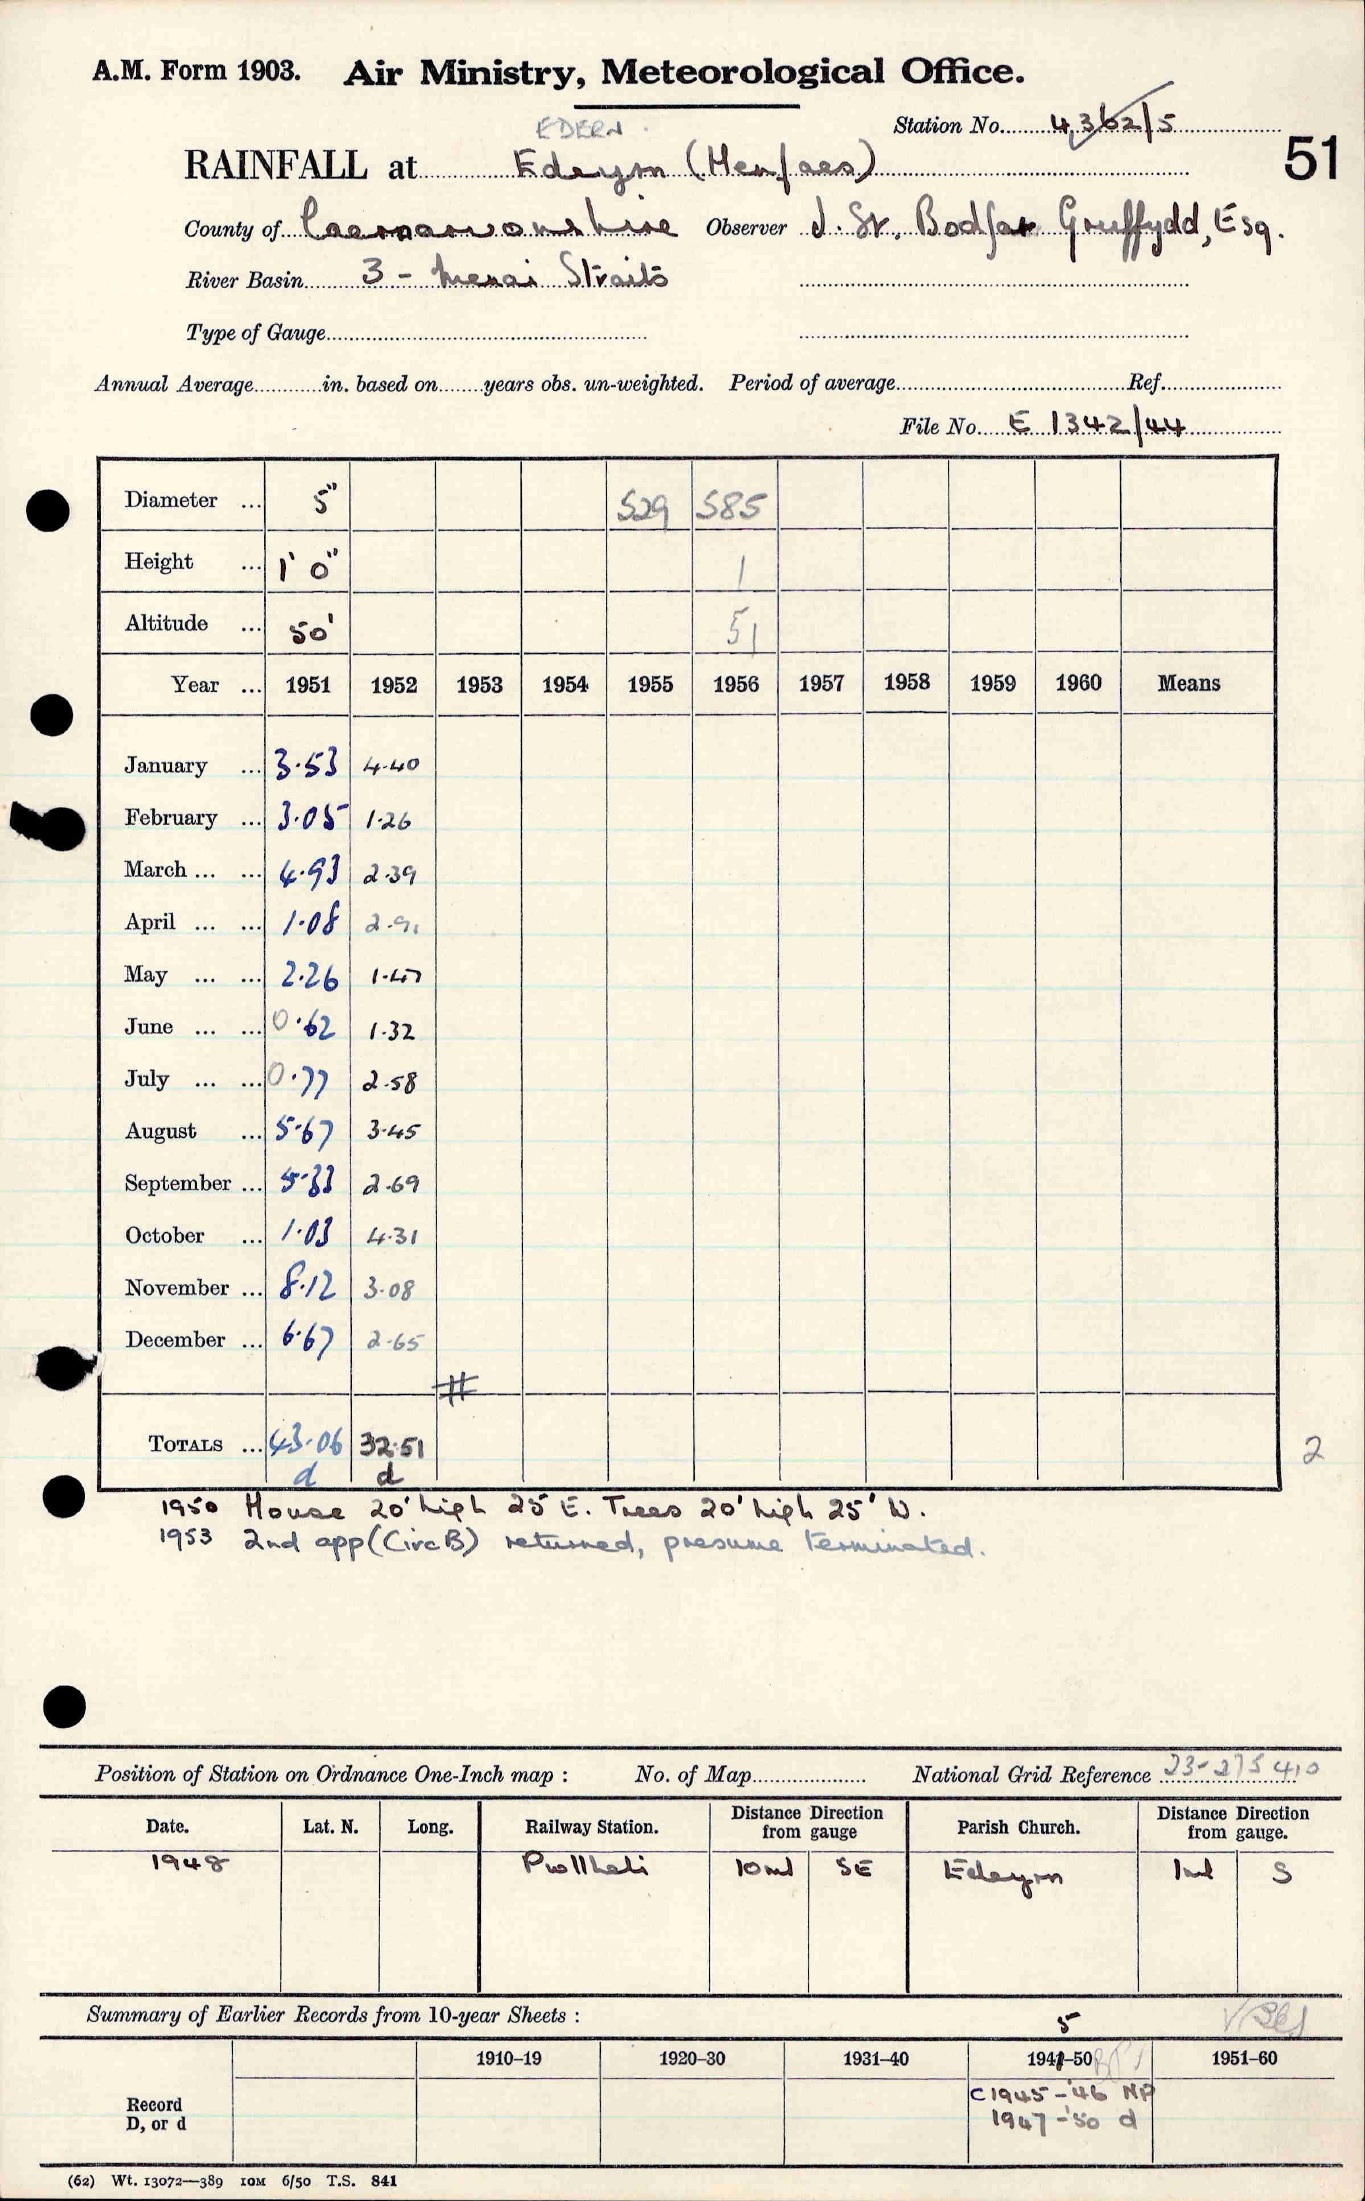 A.M. Form 1903. Air Ministry, Meteorological Office.
EDERN.
Station No. 4362/5
51
RAINFALL at Edeyrn (Henfaes)
County of Caernarvonshire Observer J. St. Bodfan Gruffydd, Esq.
River Basin 3 - Menai Straits
Type of Gauge
Annual Average in. based on years obs. un-weighted. Period of average Ref.
File No. E 1342/44
Diameter ... 5" 529 585
Height ... 1' 0" 1
Altitude ... 50' 51
Year ... 1951 1952 1953 1954 1955 1956 1957 1958 1959 1960 Means
January ... 3.53 4.40
February ... 3.05 1.26
March ... ... 4.93 2.39
April ... ... 1.08 2.91
May ... ... 2.26 1.47
June ... ... 0.62 1.32
July ... ... 0.77 2.58
August ... 5.67 3.45
September ... 5.33 2.69
October ... 1.03 4.31
November ... 8.12 3.08
December ... 6.67 2.65
#
TOTALS ... 43.06 32.51
d d
2
1950 House 20' high 25' E. Trees 20' high 25' W.
1953 2nd app (Circ B) returned, presume terminated.
Position of Station on Ordnance One-Inch map : No. of Map National Grid Reference 23-275 410
Date. Lat. N. Long. Railway Station. Distance Direction from gauge Parish Church. Distance Direction from gauge.
1948 Pwllheli 10ml SE Edeyrn 1ml S
Summary of Earlier Records from 10-year Sheets :
5
1910–19 1920–30 1931–40 1941–50 1951–60
Record
D, or d
C1945-'46 NP
1947-'50 d
(62) Wt. 13072—389 10M 6/50 T.S. 841